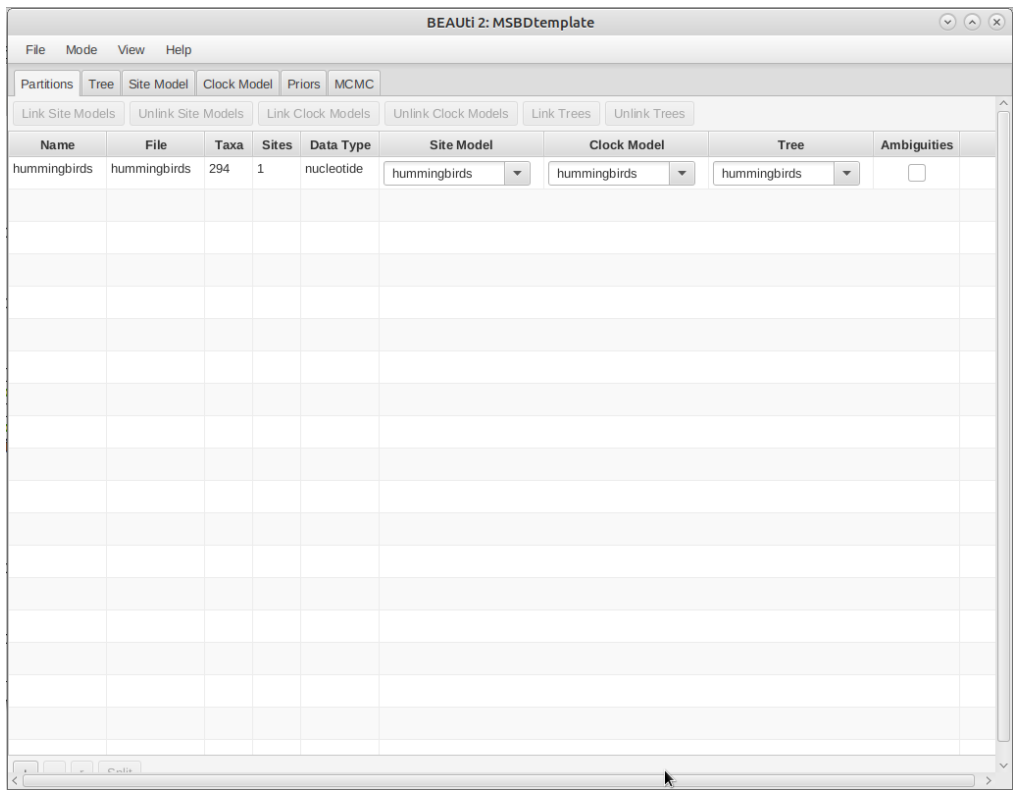 BEAUti 2: MSBDtemplate
File Mode View Help
Partitions Tree Site Model Clock Model Priors MCMC
Link Site Models Unlink Site Models Link Clock Models Unlink Clock Models Link Trees Unlink Trees
Name File Taxa Sites Data Type Site Model Clock Model Tree Ambiguities
hummingbirds hummingbirds 294 1 nucleotide hummingbirds hummingbirds hummingbirds
Split